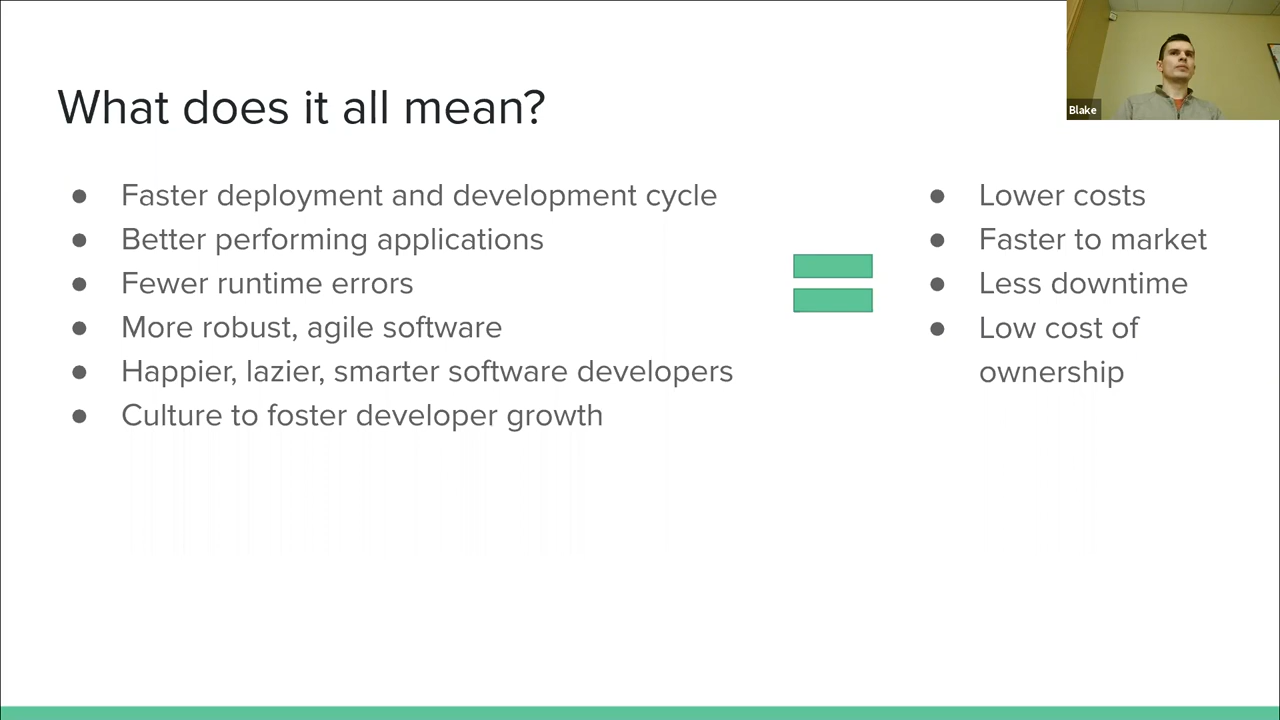 What does it all mean?
Blake
● Faster deployment and development cycle
● Better performing applications
● Fewer runtime errors
● More robust, agile software
● Happier, lazier, smarter software developers
● Culture to foster developer growth
● Lower costs
● Faster to market
● Less downtime
● Low cost of
ownership